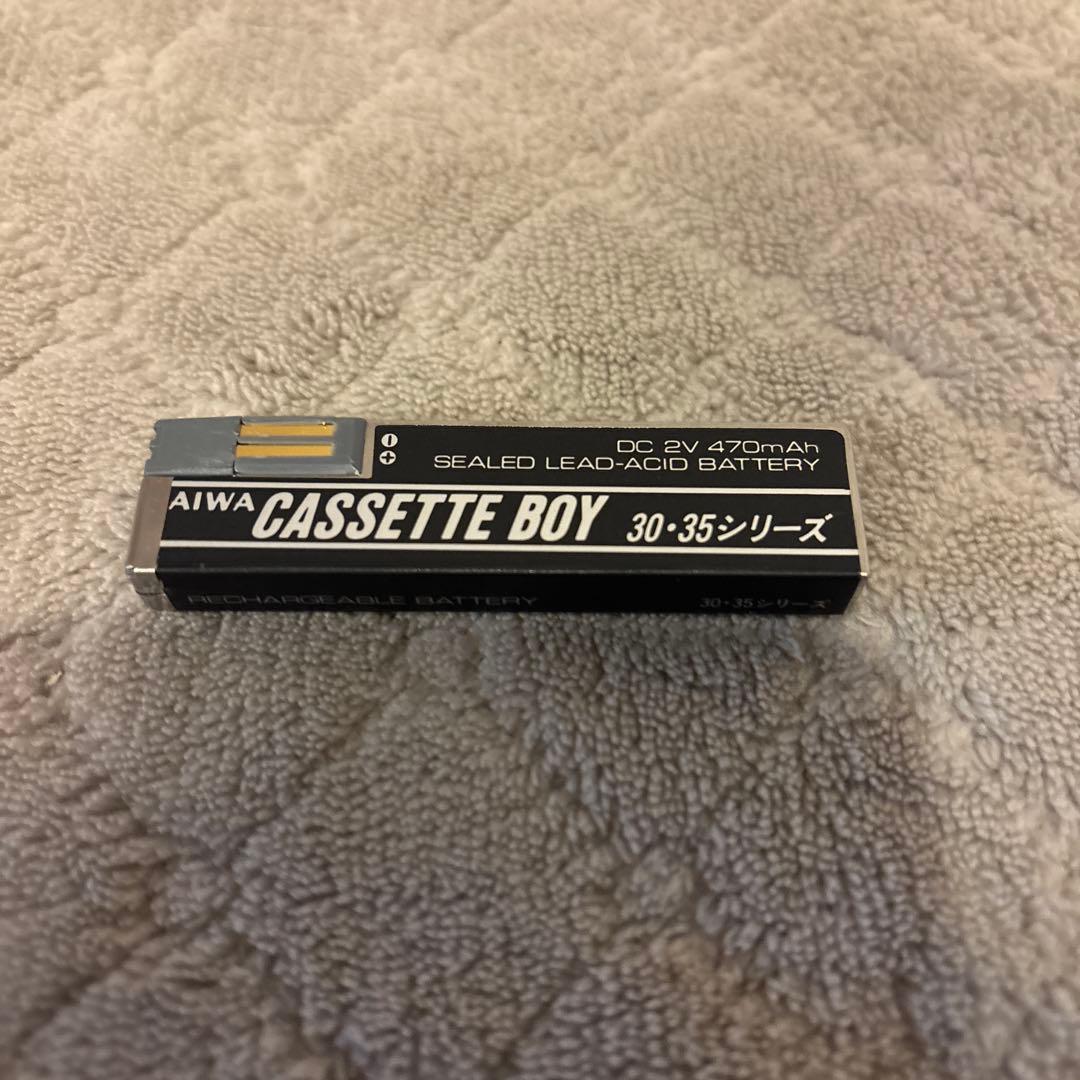 DC 2V 470mAh
SEALED LEAD-ACID BATTERY
AIWA CASSETTE BOY 30・35シリーズ
RECHARGEABLE BATTERY 30・35シリーズ